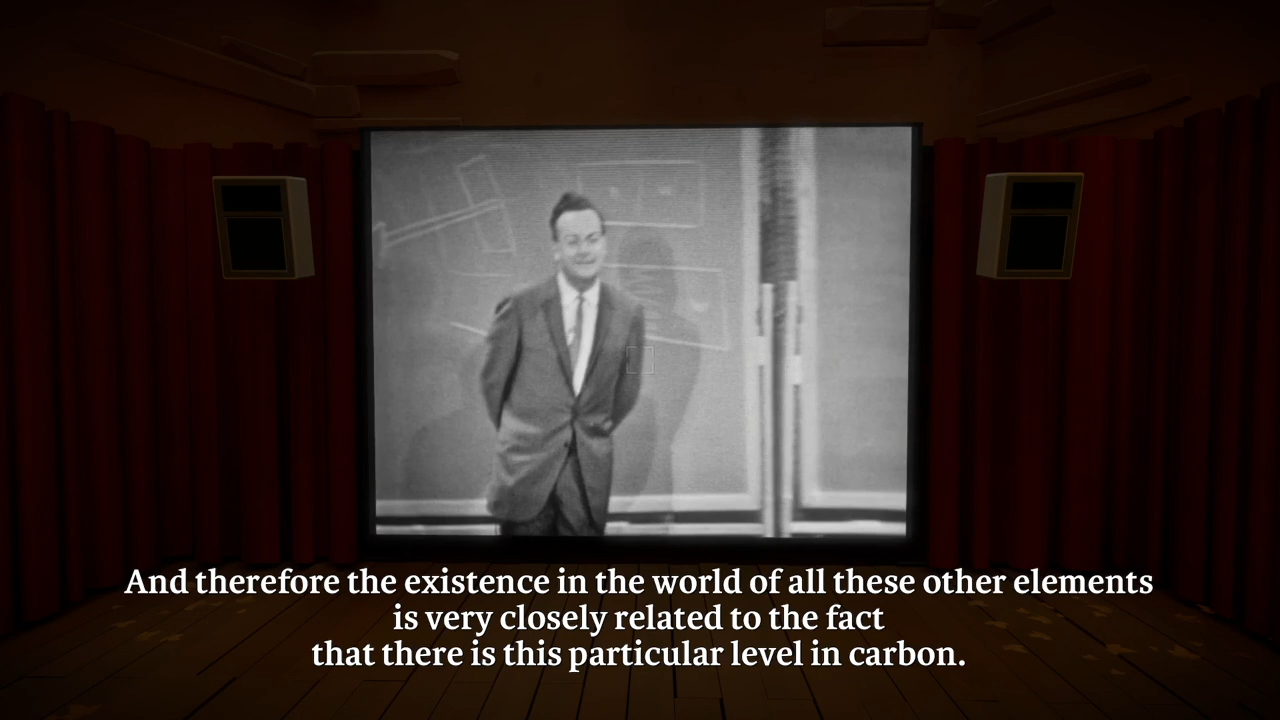 And therefore the existence in the world of all these other elements
is very closely related to the fact
that there is this particular level in carbon.